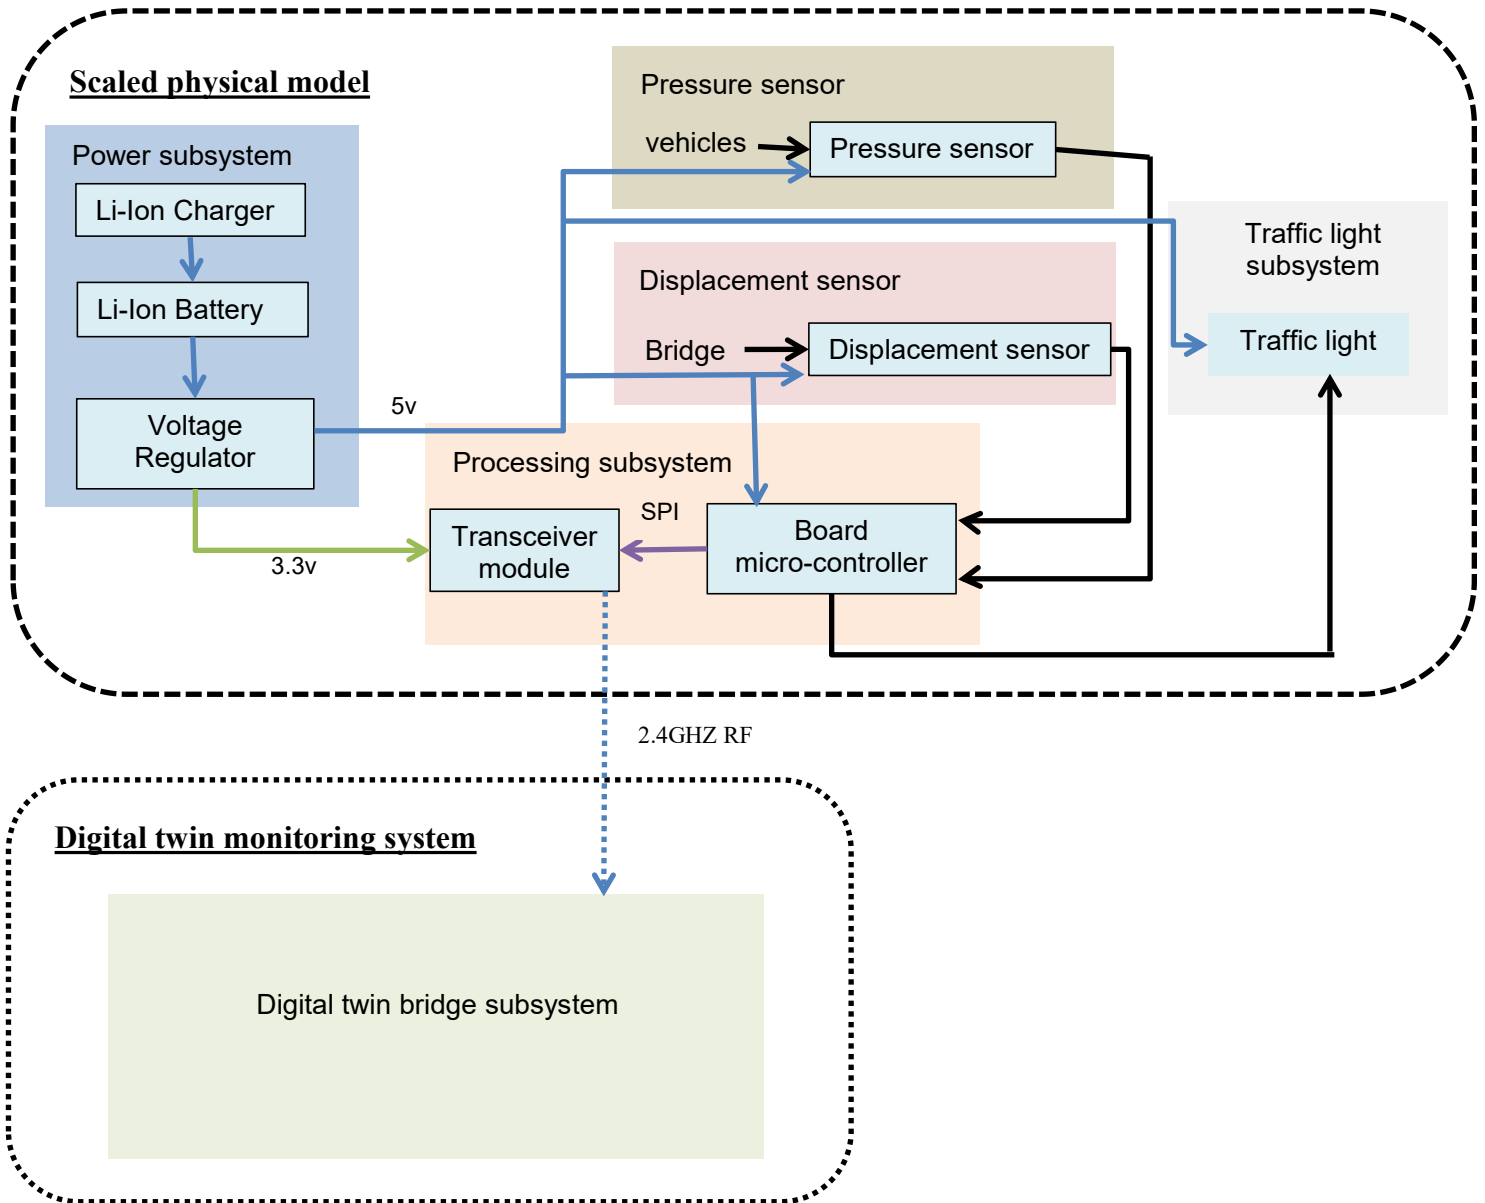 Scaled physical model
Power subsystem
Li-Ion Charger
Li-Ion Battery
Voltage
Regulator
5v
3.3v
Pressure sensor
vehicles
Pressure sensor
Displacement sensor
Bridge
Displacement sensor
Traffic light
subsystem
Traffic light
Processing subsystem
Transceiver
module
SPI
Board
micro-controller
2.4GHZ RF
Digital twin monitoring system
Digital twin bridge subsystem